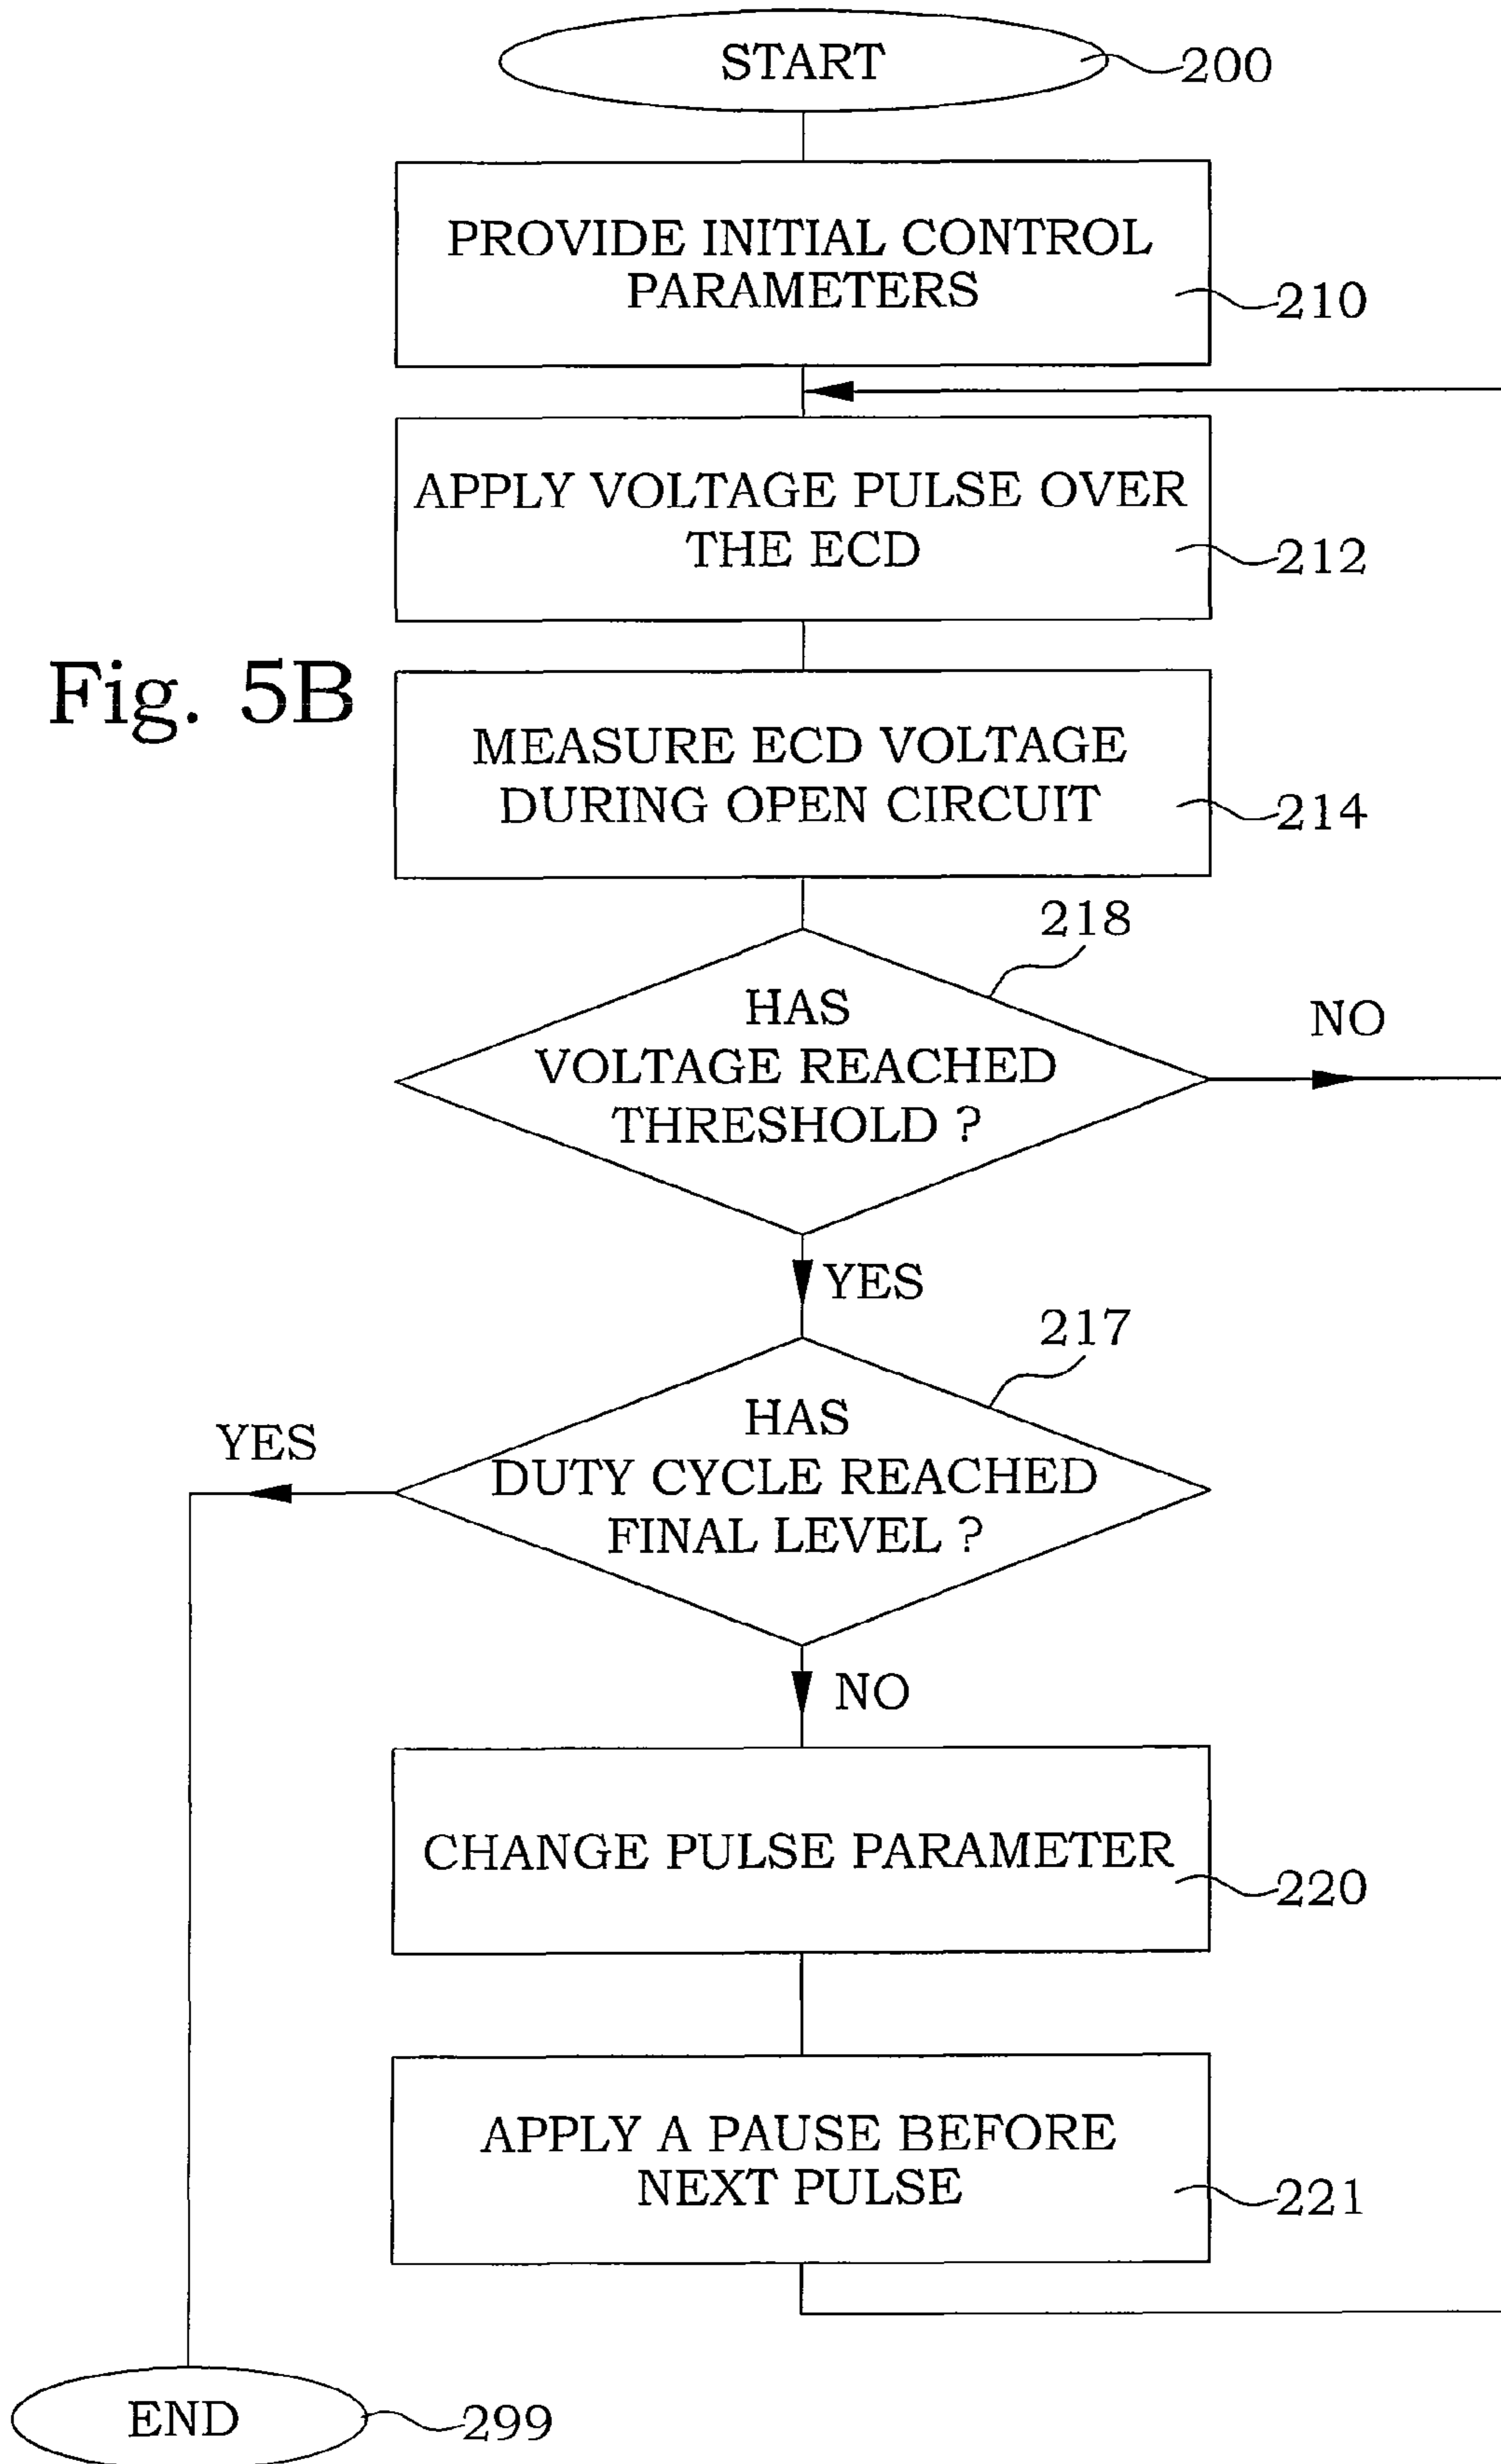 START
200
PROVIDE INITIAL CONTROL
PARAMETERS
210
APPLY VOLTAGE PULSE OVER
THE ECD
212
Fig. 5B
MEASURE ECD VOLTAGE
DURING OPEN CIRCUIT
214
218
HAS
VOLTAGE REACHED
THRESHOLD ?
NO
YES
217
HAS
DUTY CYCLE REACHED
FINAL LEVEL ?
YES
NO
CHANGE PULSE PARAMETER
220
APPLY A PAUSE BEFORE
NEXT PULSE
221
END
299